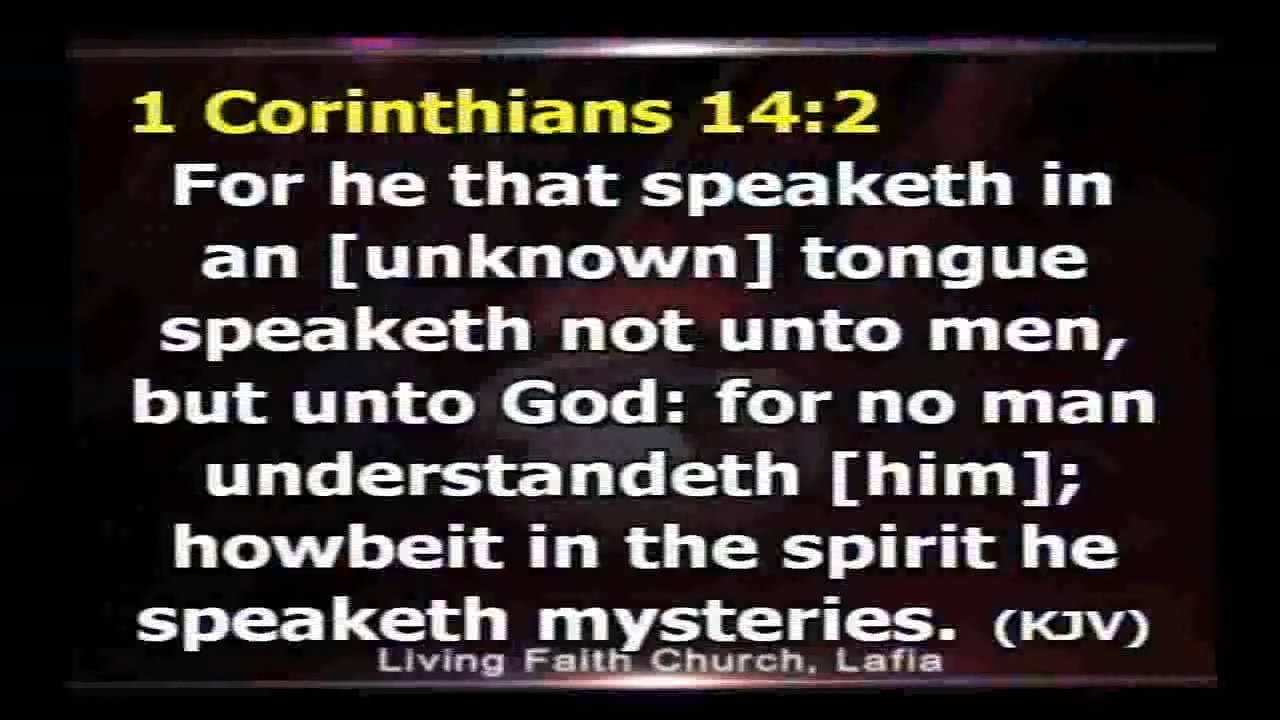 1 Corinthians 14:2
For he that speaketh in
an [unknown] tongue
speaketh not unto men,
but unto God: for no man
understandeth [him];
howbeit in the spirit he
speaketh mysteries. (KJV)
Living Faith Church, Lafia